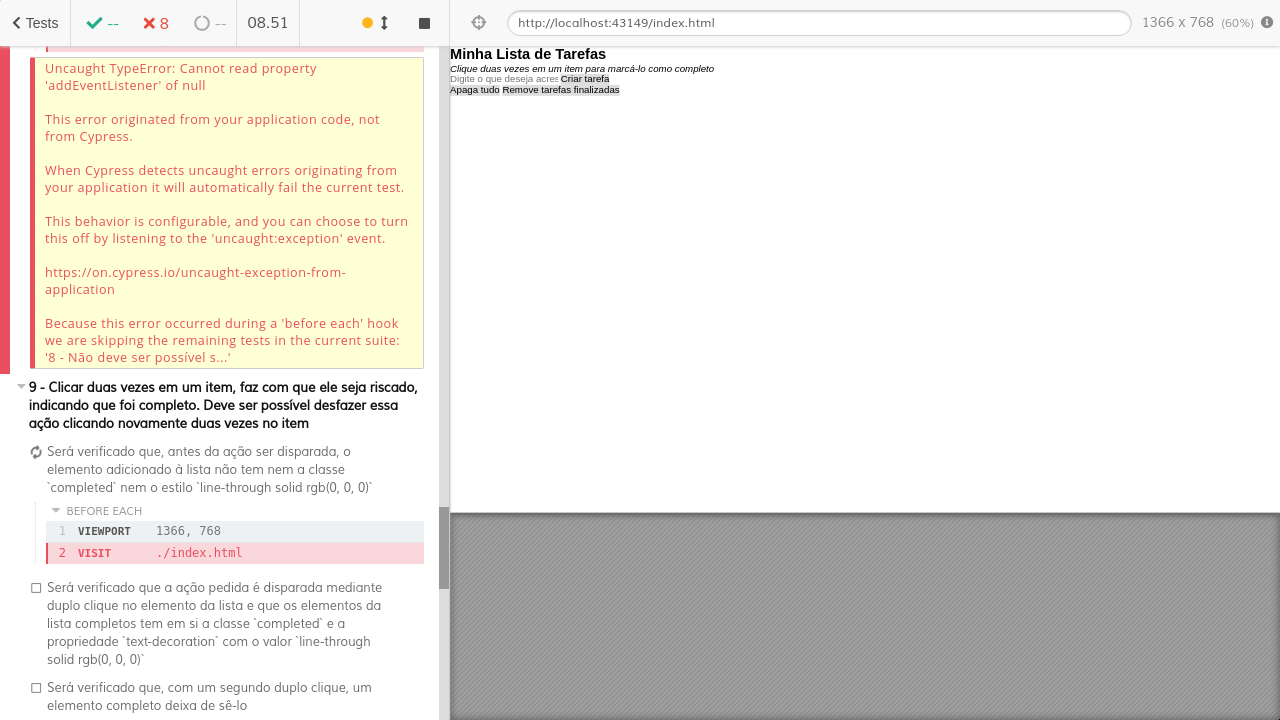 Tests
--
8
--
08.51
http://localhost:43149/index.html
1366 x 768 (60%)
Uncaught TypeError: Cannot read property
'addEventListener' of null
This error originated from your application code, not
from Cypress.
When Cypress detects uncaught errors originating from
your application it will automatically fail the current test.
This behavior is configurable, and you can choose to turn
this off by listening to the 'uncaught:exception' event.
https://on.cypress.io/uncaught-exception-from-
application
Because this error occurred during a 'before each' hook
we are skipping the remaining tests in the current suite:
'8 - Não deve ser possível s...'
9 - Clicar duas vezes em um item, faz com que ele seja riscado,
indicando que foi completo. Deve ser possível desfazer essa
ação clicando novamente duas vezes no item
Será verificado que, antes da ação ser disparada, o
elemento adicionado à lista não tem nem a classe
`completed` nem o estilo `line-through solid rgb(0, 0, 0)`
BEFORE EACH
1 VIEWPORT 1366, 768
2 VISIT ./index.html
Será verificado que a ação pedida é disparada mediante
duplo clique no elemento da lista e que os elementos da
lista completos tem em si a classe `completed` e a
propriedade `text-decoration` com o valor `line-through
solid rgb(0, 0, 0)`
Será verificado que, com um segundo duplo clique, um
elemento completo deixa de sê-lo
Minha Lista de Tarefas
Clique duas vezes em um item para marcá-lo como completo
Digite o que deseja acres Criar tarefa
Apaga tudo Remove tarefas finalizadas